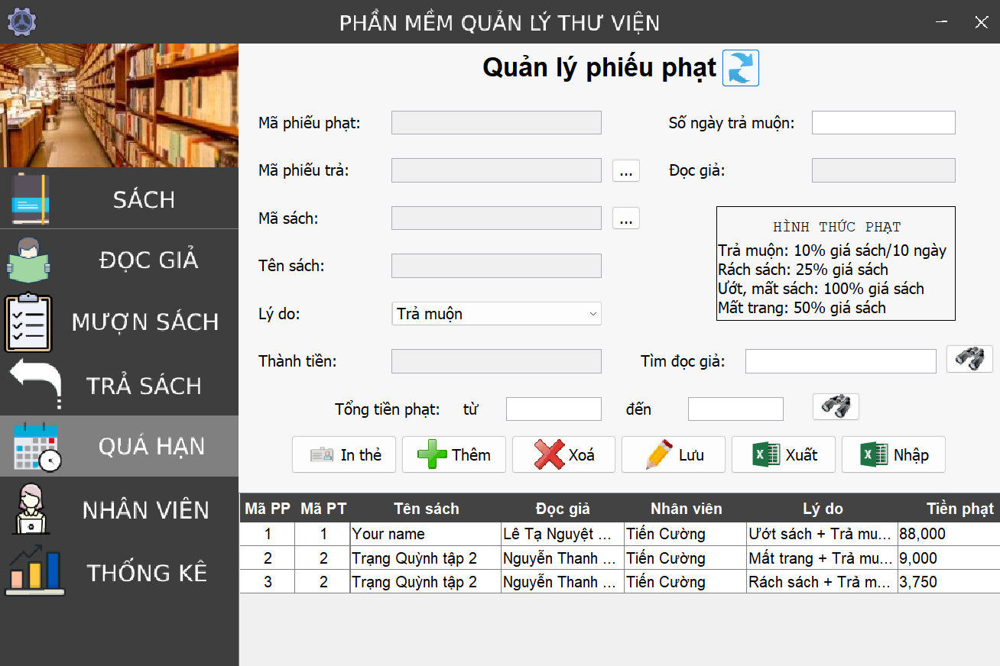 PHẦN MỀM QUẢN LÝ THƯ VIỆN
SÁCH
ĐỌC GIẢ
MƯỢN SÁCH
TRẢ SÁCH
QUÁ HẠN
NHÂN VIÊN
THỐNG KÊ
Quản lý phiếu phạt
Mã phiếu phạt: Số ngày trả muộn:
Mã phiếu trả: ... Đọc giả:
Mã sách: ...
HÌNH THỨC PHẠT
Trả muộn: 10% giá sách/10 ngày
Rách sách: 25% giá sách
Ướt, mất sách: 100% giá sách
Mất trang: 50% giá sách
Tên sách:
Lý do: Trả muộn
Thành tiền: Tìm đọc giả:
Tổng tiền phạt: từ đến
In thẻ Thêm Xoá Lưu Xuất Nhập
Mã PP Mã PT Tên sách Đọc giả Nhân viên Lý do Tiền phạt
1 1 Your name Lê Tạ Nguyệt ... Tiến Cường Ướt sách + Trả mu... 88,000
2 2 Trạng Quỳnh tập 2 Nguyễn Thanh ... Tiến Cường Mất trang + Trả mu... 9,000
3 2 Trạng Quỳnh tập 2 Nguyễn Thanh ... Tiến Cường Rách sách + Trả m... 3,750